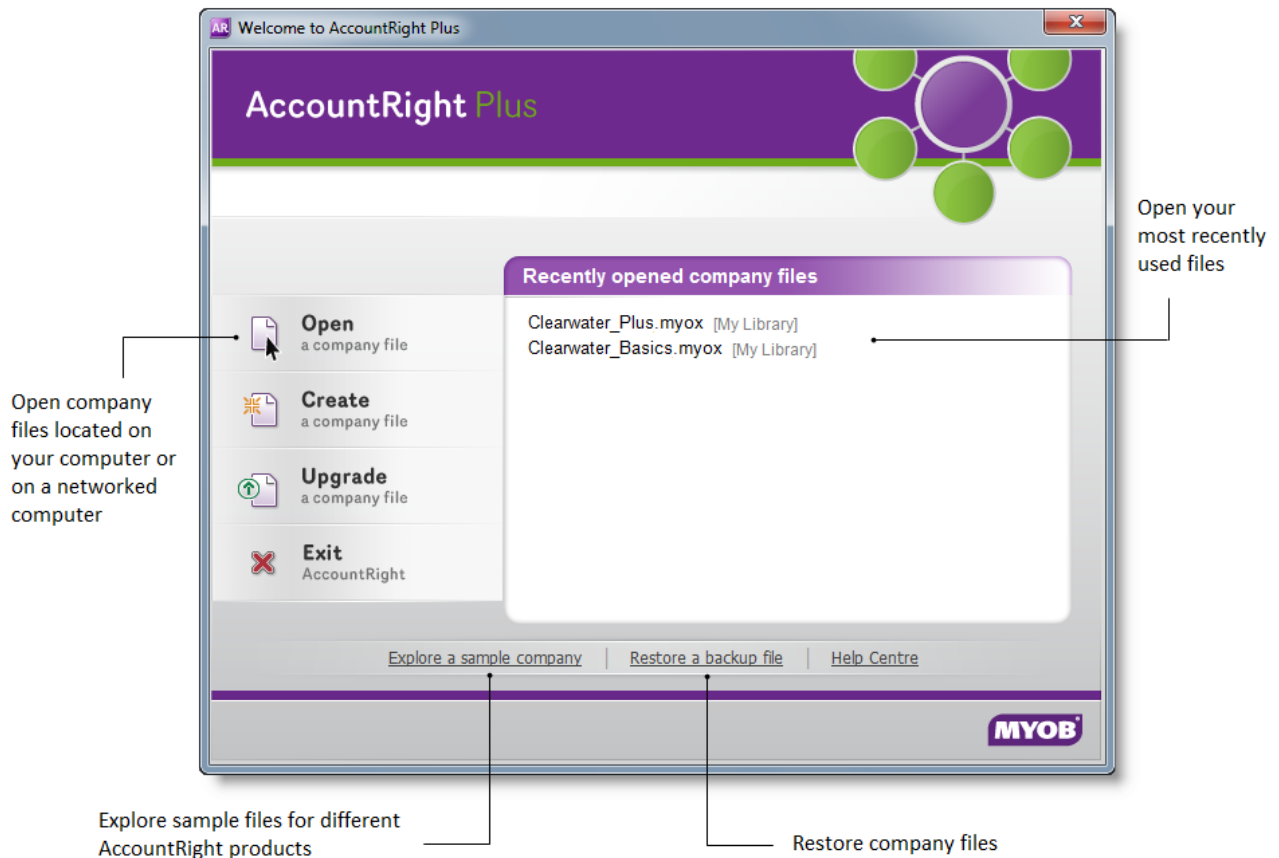 AR Welcome to AccountRight Plus
AccountRight Plus
Open your
most recently
used files
Recently opened company files
Clearwater_Plus.myox [My Library]
Clearwater_Basics.myox [My Library]
Open
a company file
Create
a company file
Upgrade
a company file
Exit
AccountRight
Open company
files located on
your computer or
on a networked
computer
Explore a sample company | Restore a backup file | Help Centre
MYOB
Explore sample files for different
AccountRight products
Restore company files